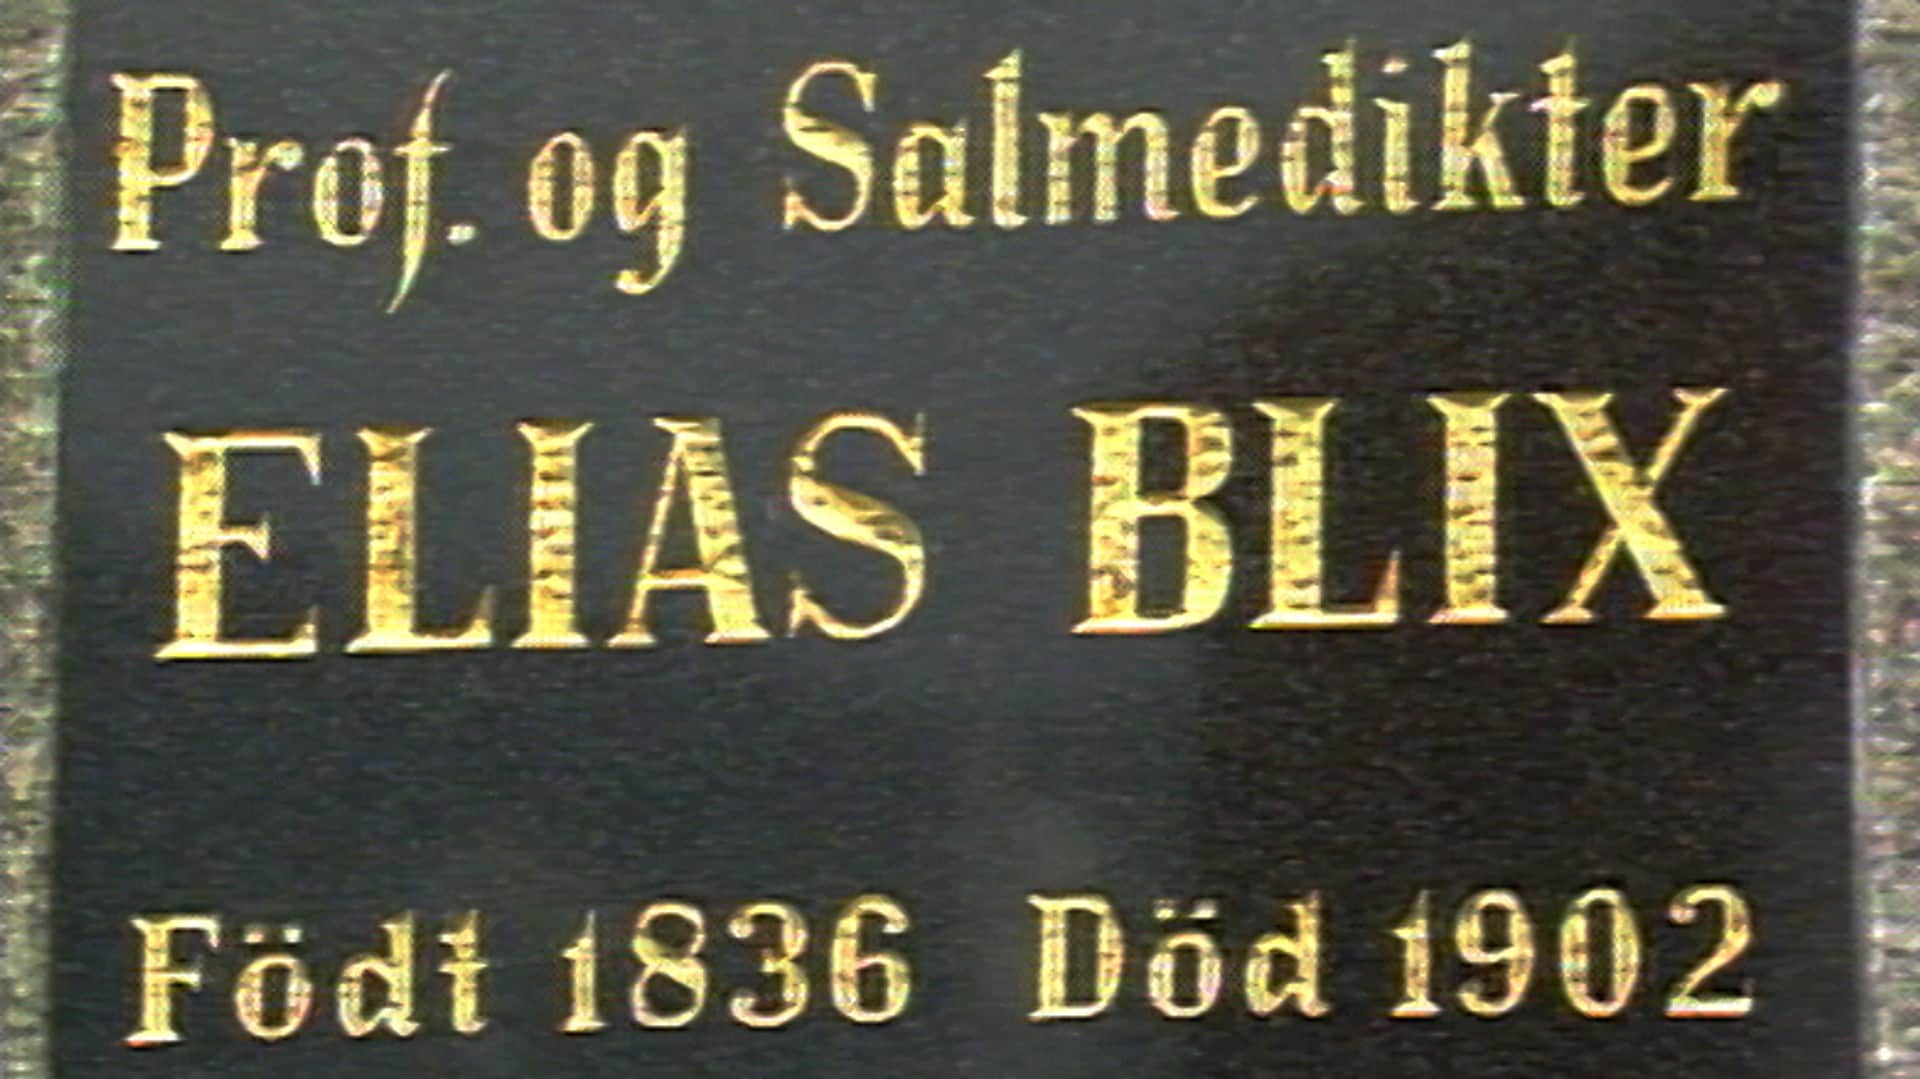 Prof. og Salmedikter
ELIAS BLIX
Födt 1836 Död 1902